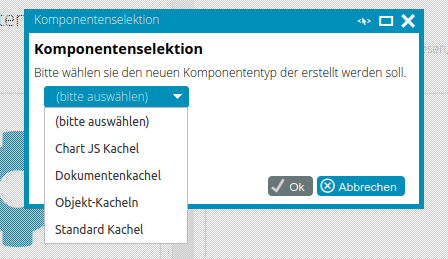 Komponentenselektion
Komponentenselektion
Bitte wählen sie den neuen Komponententyp der erstellt werden soll.
(bitte auswählen)
(bitte auswählen)
Chart JS Kachel
Dokumentenkachel
Objekt-Kacheln
Standard Kachel
Ok
Abbrechen